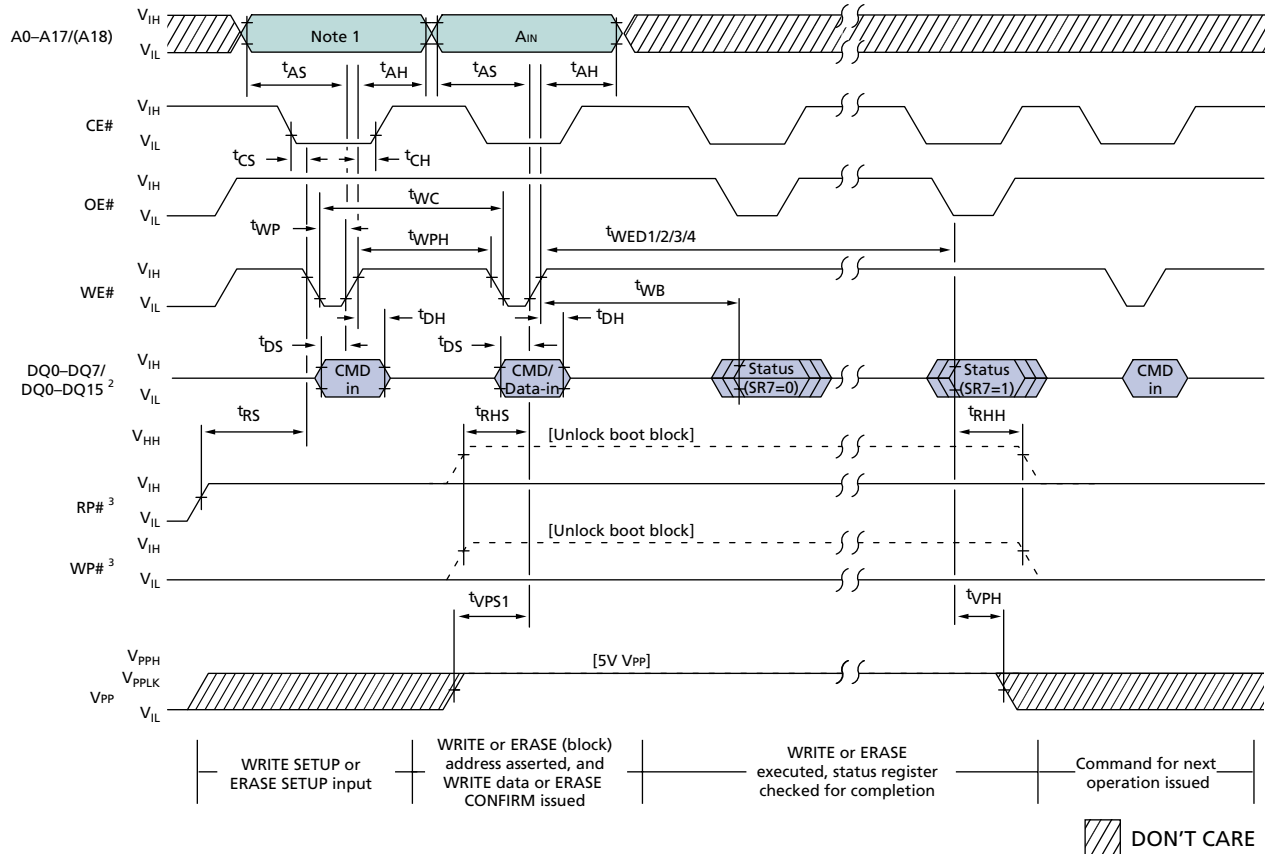 VIH
A0–A17/(A18)
VIL
Note 1
AIN
tAS
tAH
tAS
tAH
VIH
CE#
VIL
tCS
tCH
VIH
OE#
VIL
tWC
tWP
tWPH
tWED1/2/3/4
VIH
WE#
VIL
tWB
tDH
tDH
tDS
tDS
VIH
DQ0–DQ7/
DQ0–DQ15 2
VIL
CMD
in
CMD/
Data-in
Status
(SR7=0)
Status
(SR7=1)
CMD
in
tRS
tRHS
tRHH
VHH
[Unlock boot block]
VIH
RP# 3
VIL
[Unlock boot block]
VIH
WP# 3
VIL
tVPS1
tVPH
VPPH
[5V VPP]
VPPLK
VPP
VIL
WRITE SETUP or
ERASE SETUP input
WRITE or ERASE (block)
address asserted, and
WRITE data or ERASE
CONFIRM issued
WRITE or ERASE
executed, status register
checked for completion
Command for next
operation issued
DON'T CARE